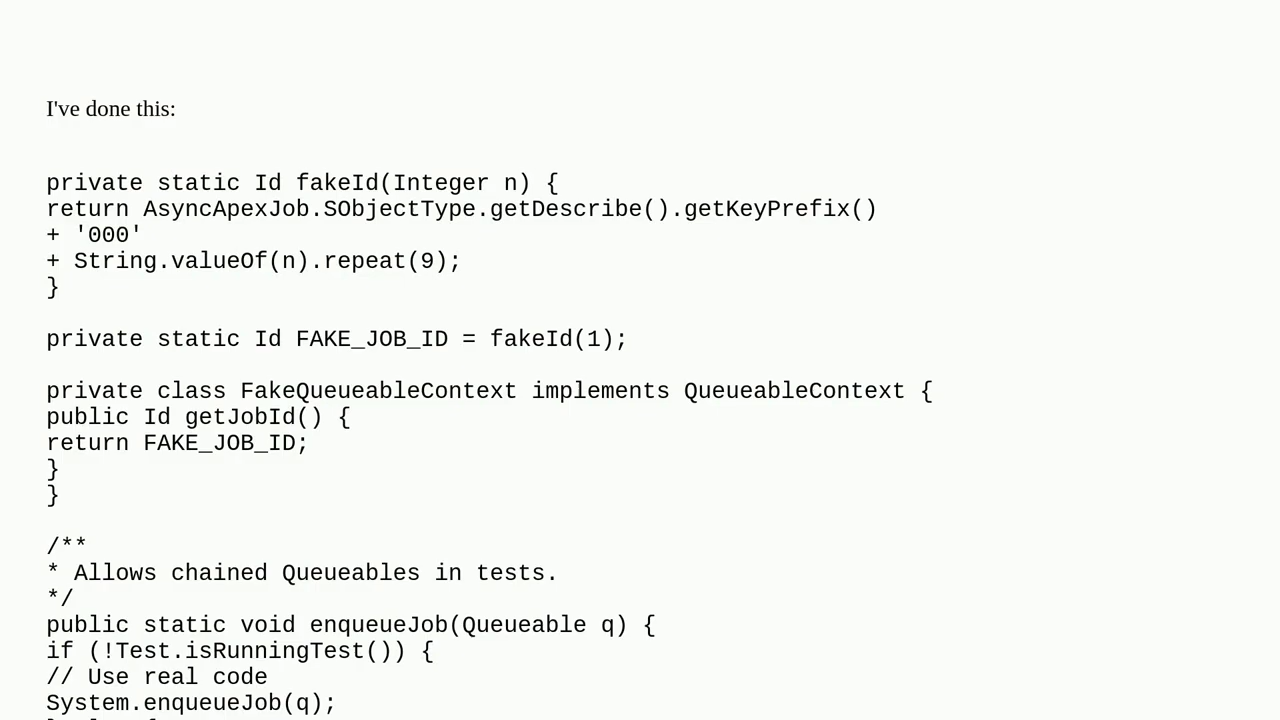 I've done this:
private static Id fakeId(Integer n) {
return AsyncApexJob.SObjectType.getDescribe().getKeyPrefix()
+ '000'
+ String.valueOf(n).repeat(9);
}
private static Id FAKE_JOB_ID = fakeId(1);
private class FakeQueueableContext implements QueueableContext {
public Id getJobId() {
return FAKE_JOB_ID;
}
}
/**
* Allows chained Queueables in tests.
*/
public static void enqueueJob(Queueable q) {
if (!Test.isRunningTest()) {
// Use real code
System.enqueueJob(q);